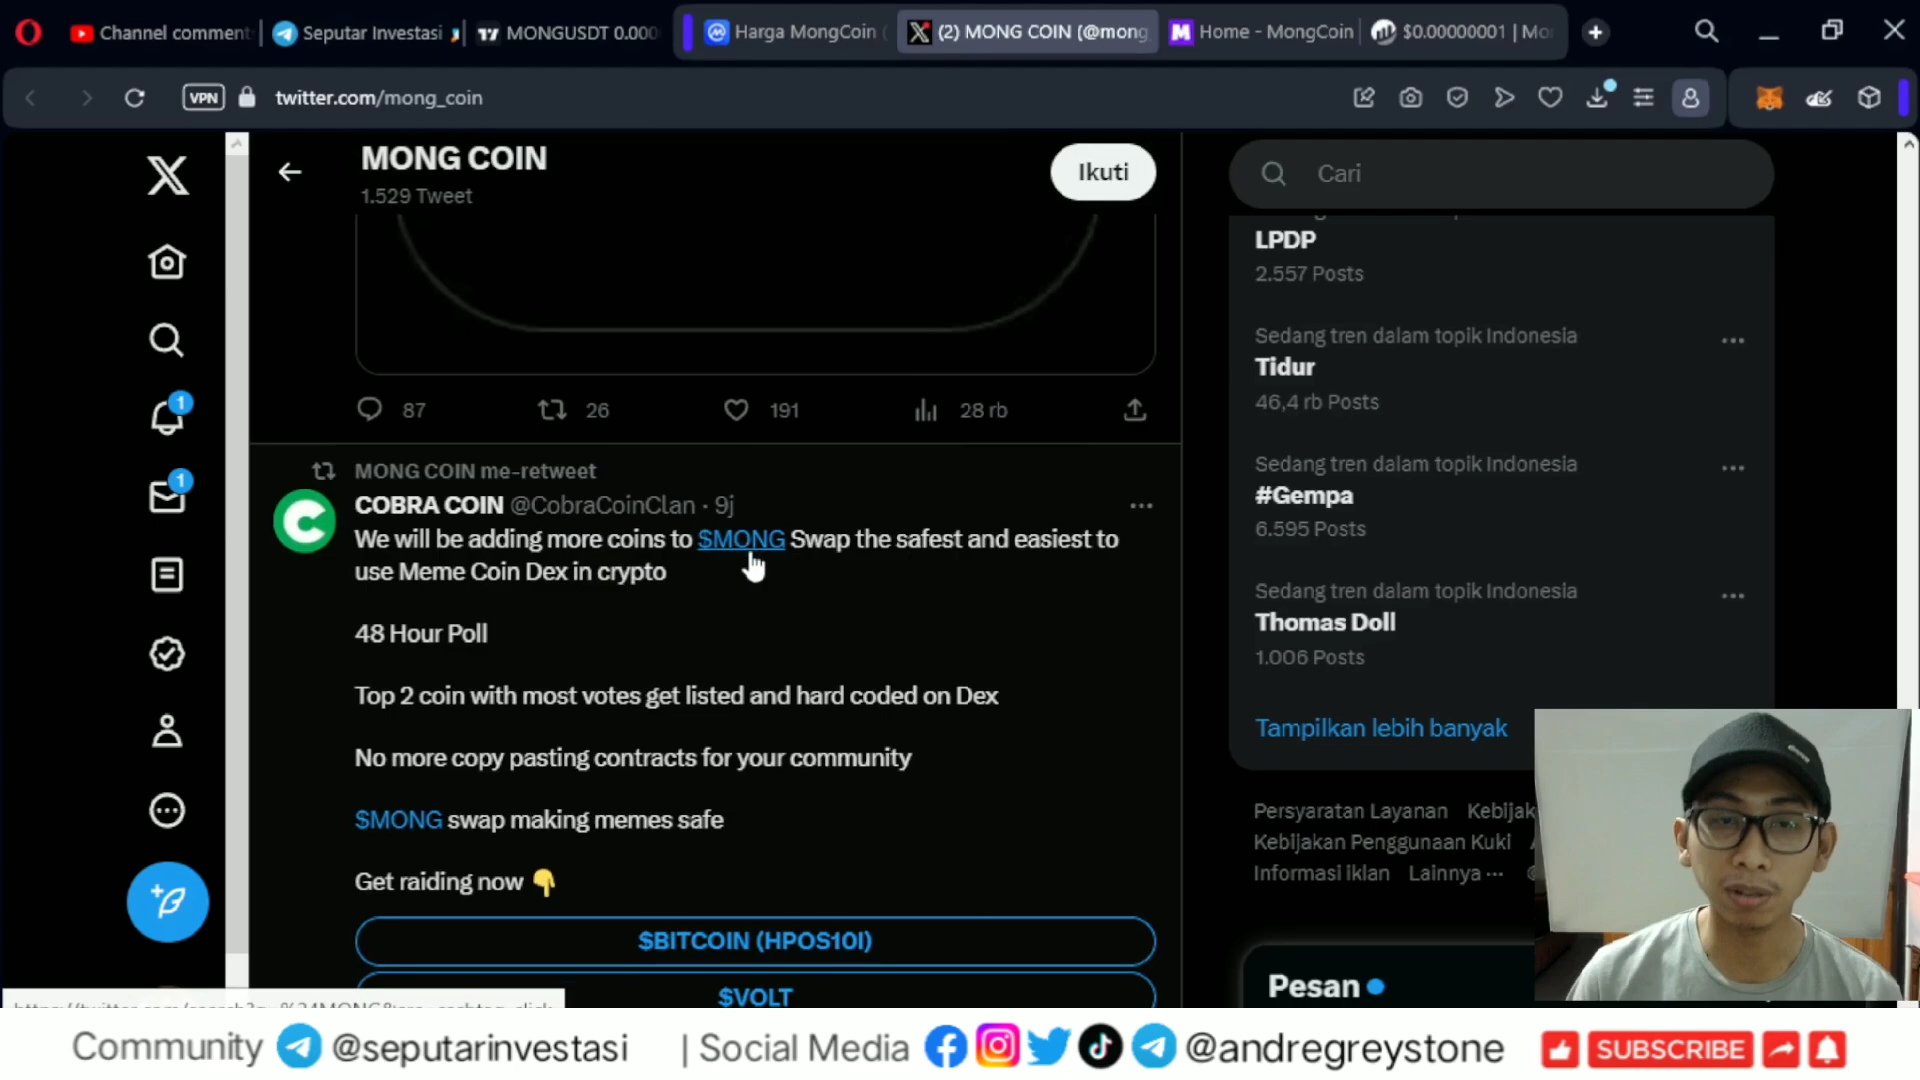 Channel comment
Seputar Investasi
MONGUSDT 0.000
Harga MongCoin (
(2) MONG COIN (@mong
Home - MongCoin
$0.00000001 | Mo
VPN
twitter.com/mong_coin
MONG COIN
1.529 Tweet
Ikuti
Cari
LPDP
2.557 Posts
Sedang tren dalam topik Indonesia
Tidur
46,4 rb Posts
Sedang tren dalam topik Indonesia
#Gempa
6.595 Posts
Sedang tren dalam topik Indonesia
Thomas Doll
1.006 Posts
Tampilkan lebih banyak
87
26
191
28 rb
1
1
MONG COIN me-retweet
COBRA COIN @CobraCoinClan · 9j
We will be adding more coins to $MONG Swap the safest and easiest to
use Meme Coin Dex in crypto
48 Hour Poll
Top 2 coin with most votes get listed and hard coded on Dex
No more copy pasting contracts for your community
$MONG swap making memes safe
Get raiding now 👇
$BITCOIN (HPOS10I)
$VOLT
Persyaratan Layanan Kebijak
Kebijakan Penggunaan Kuki
Informasi iklan Lainnya ···
Pesan
Community @seputarinvestasi | Social Media @andregreystone SUBSCRIBE